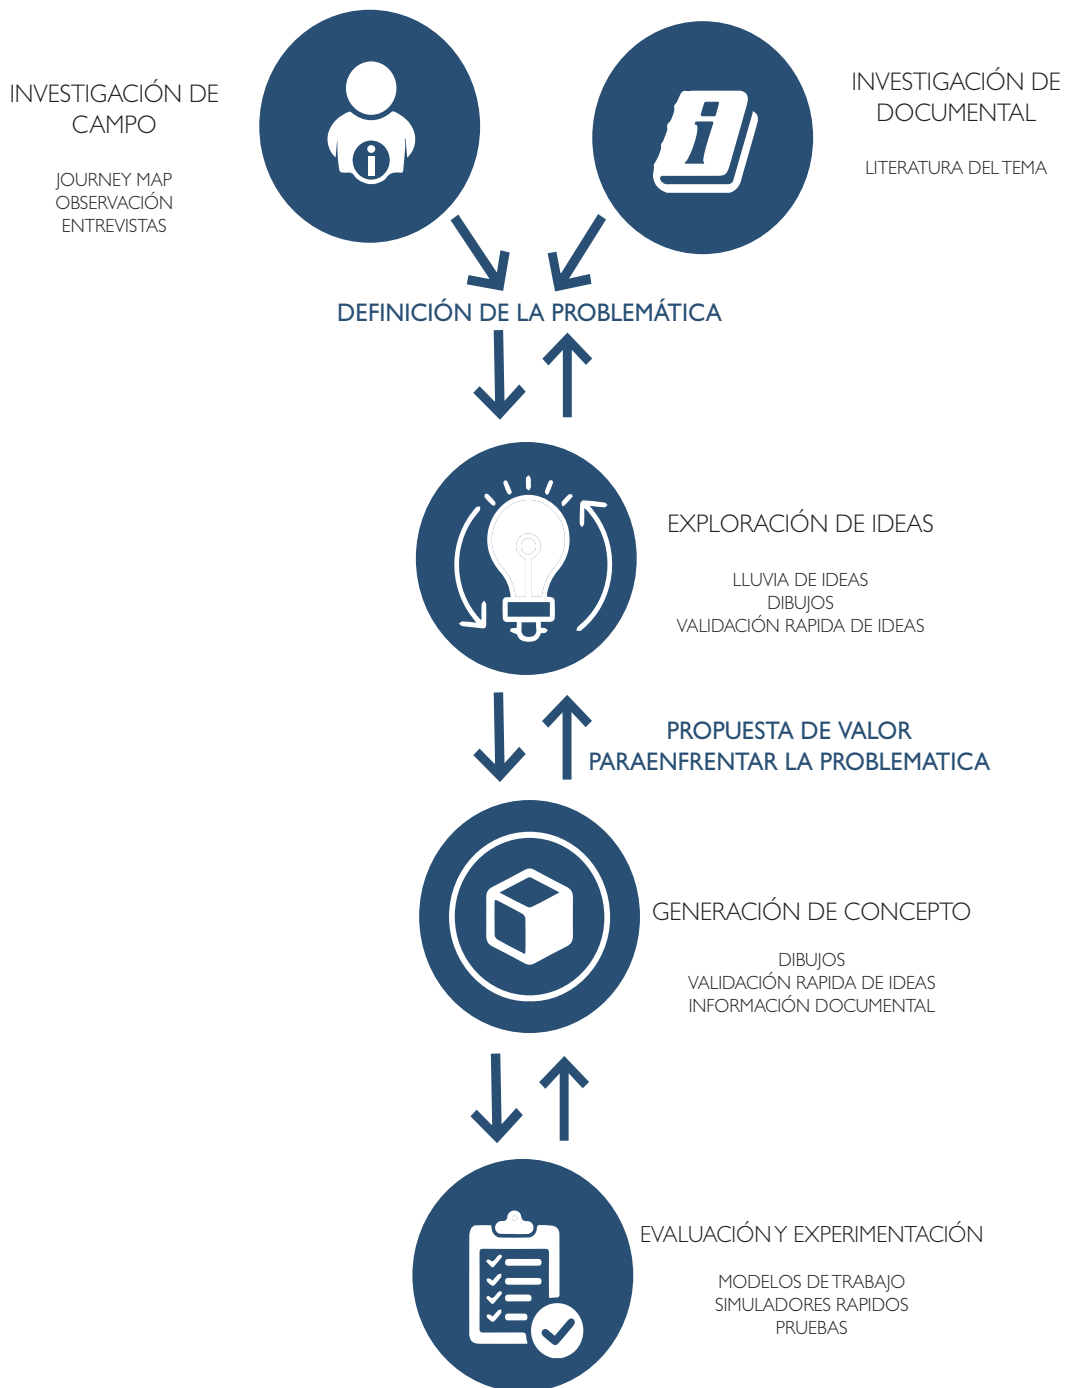 INVESTIGACIÓN DE
CAMPO
JOURNEY MAP
OBSERVACIÓN
ENTREVISTAS
INVESTIGACIÓN DE
DOCUMENTAL
LITERATURA DEL TEMA
DEFINICIÓN DE LA PROBLEMÁTICA
EXPLORACIÓN DE IDEAS
LLUVIA DE IDEAS
DIBUJOS
VALIDACIÓN RAPIDA DE IDEAS
PROPUESTA DE VALOR
PARAENFRENTAR LA PROBLEMATICA
GENERACIÓN DE CONCEPTO
DIBUJOS
VALIDACIÓN RAPIDA DE IDEAS
INFORMACIÓN DOCUMENTAL
EVALUACIÓN Y EXPERIMENTACIÓN
MODELOS DE TRABAJO
SIMULADORES RAPIDOS
PRUEBAS